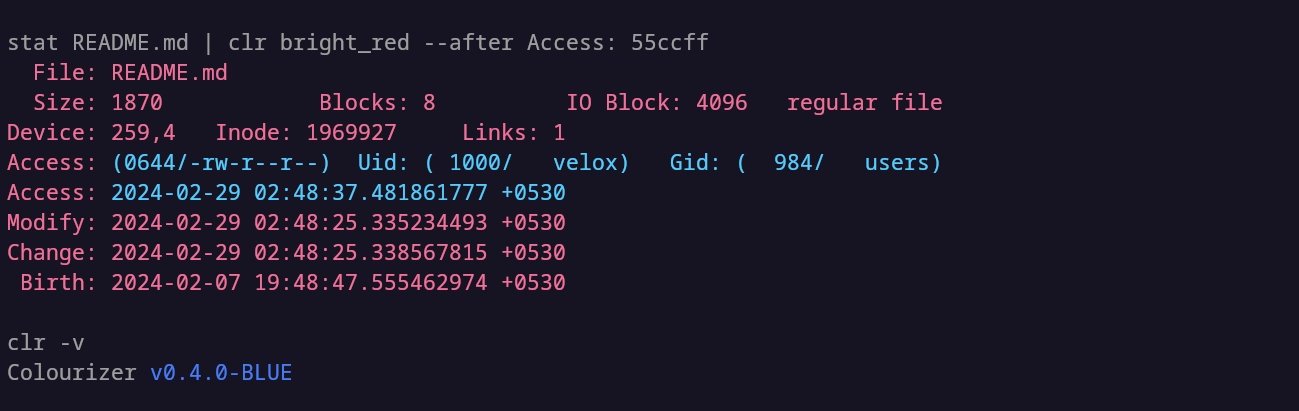 stat README.md | clr bright_red --after Access: 55ccff
  File: README.md
  Size: 1870            Blocks: 8          IO Block: 4096   regular file
Device: 259,4   Inode: 1969927     Links: 1
Access: (0644/-rw-r--r--)  Uid: ( 1000/   velox)   Gid: (  984/   users)
Access: 2024-02-29 02:48:37.481861777 +0530
Modify: 2024-02-29 02:48:25.335234493 +0530
Change: 2024-02-29 02:48:25.338567815 +0530
 Birth: 2024-02-07 19:48:47.555462974 +0530
clr -v
Colourizer v0.4.0-BLUE